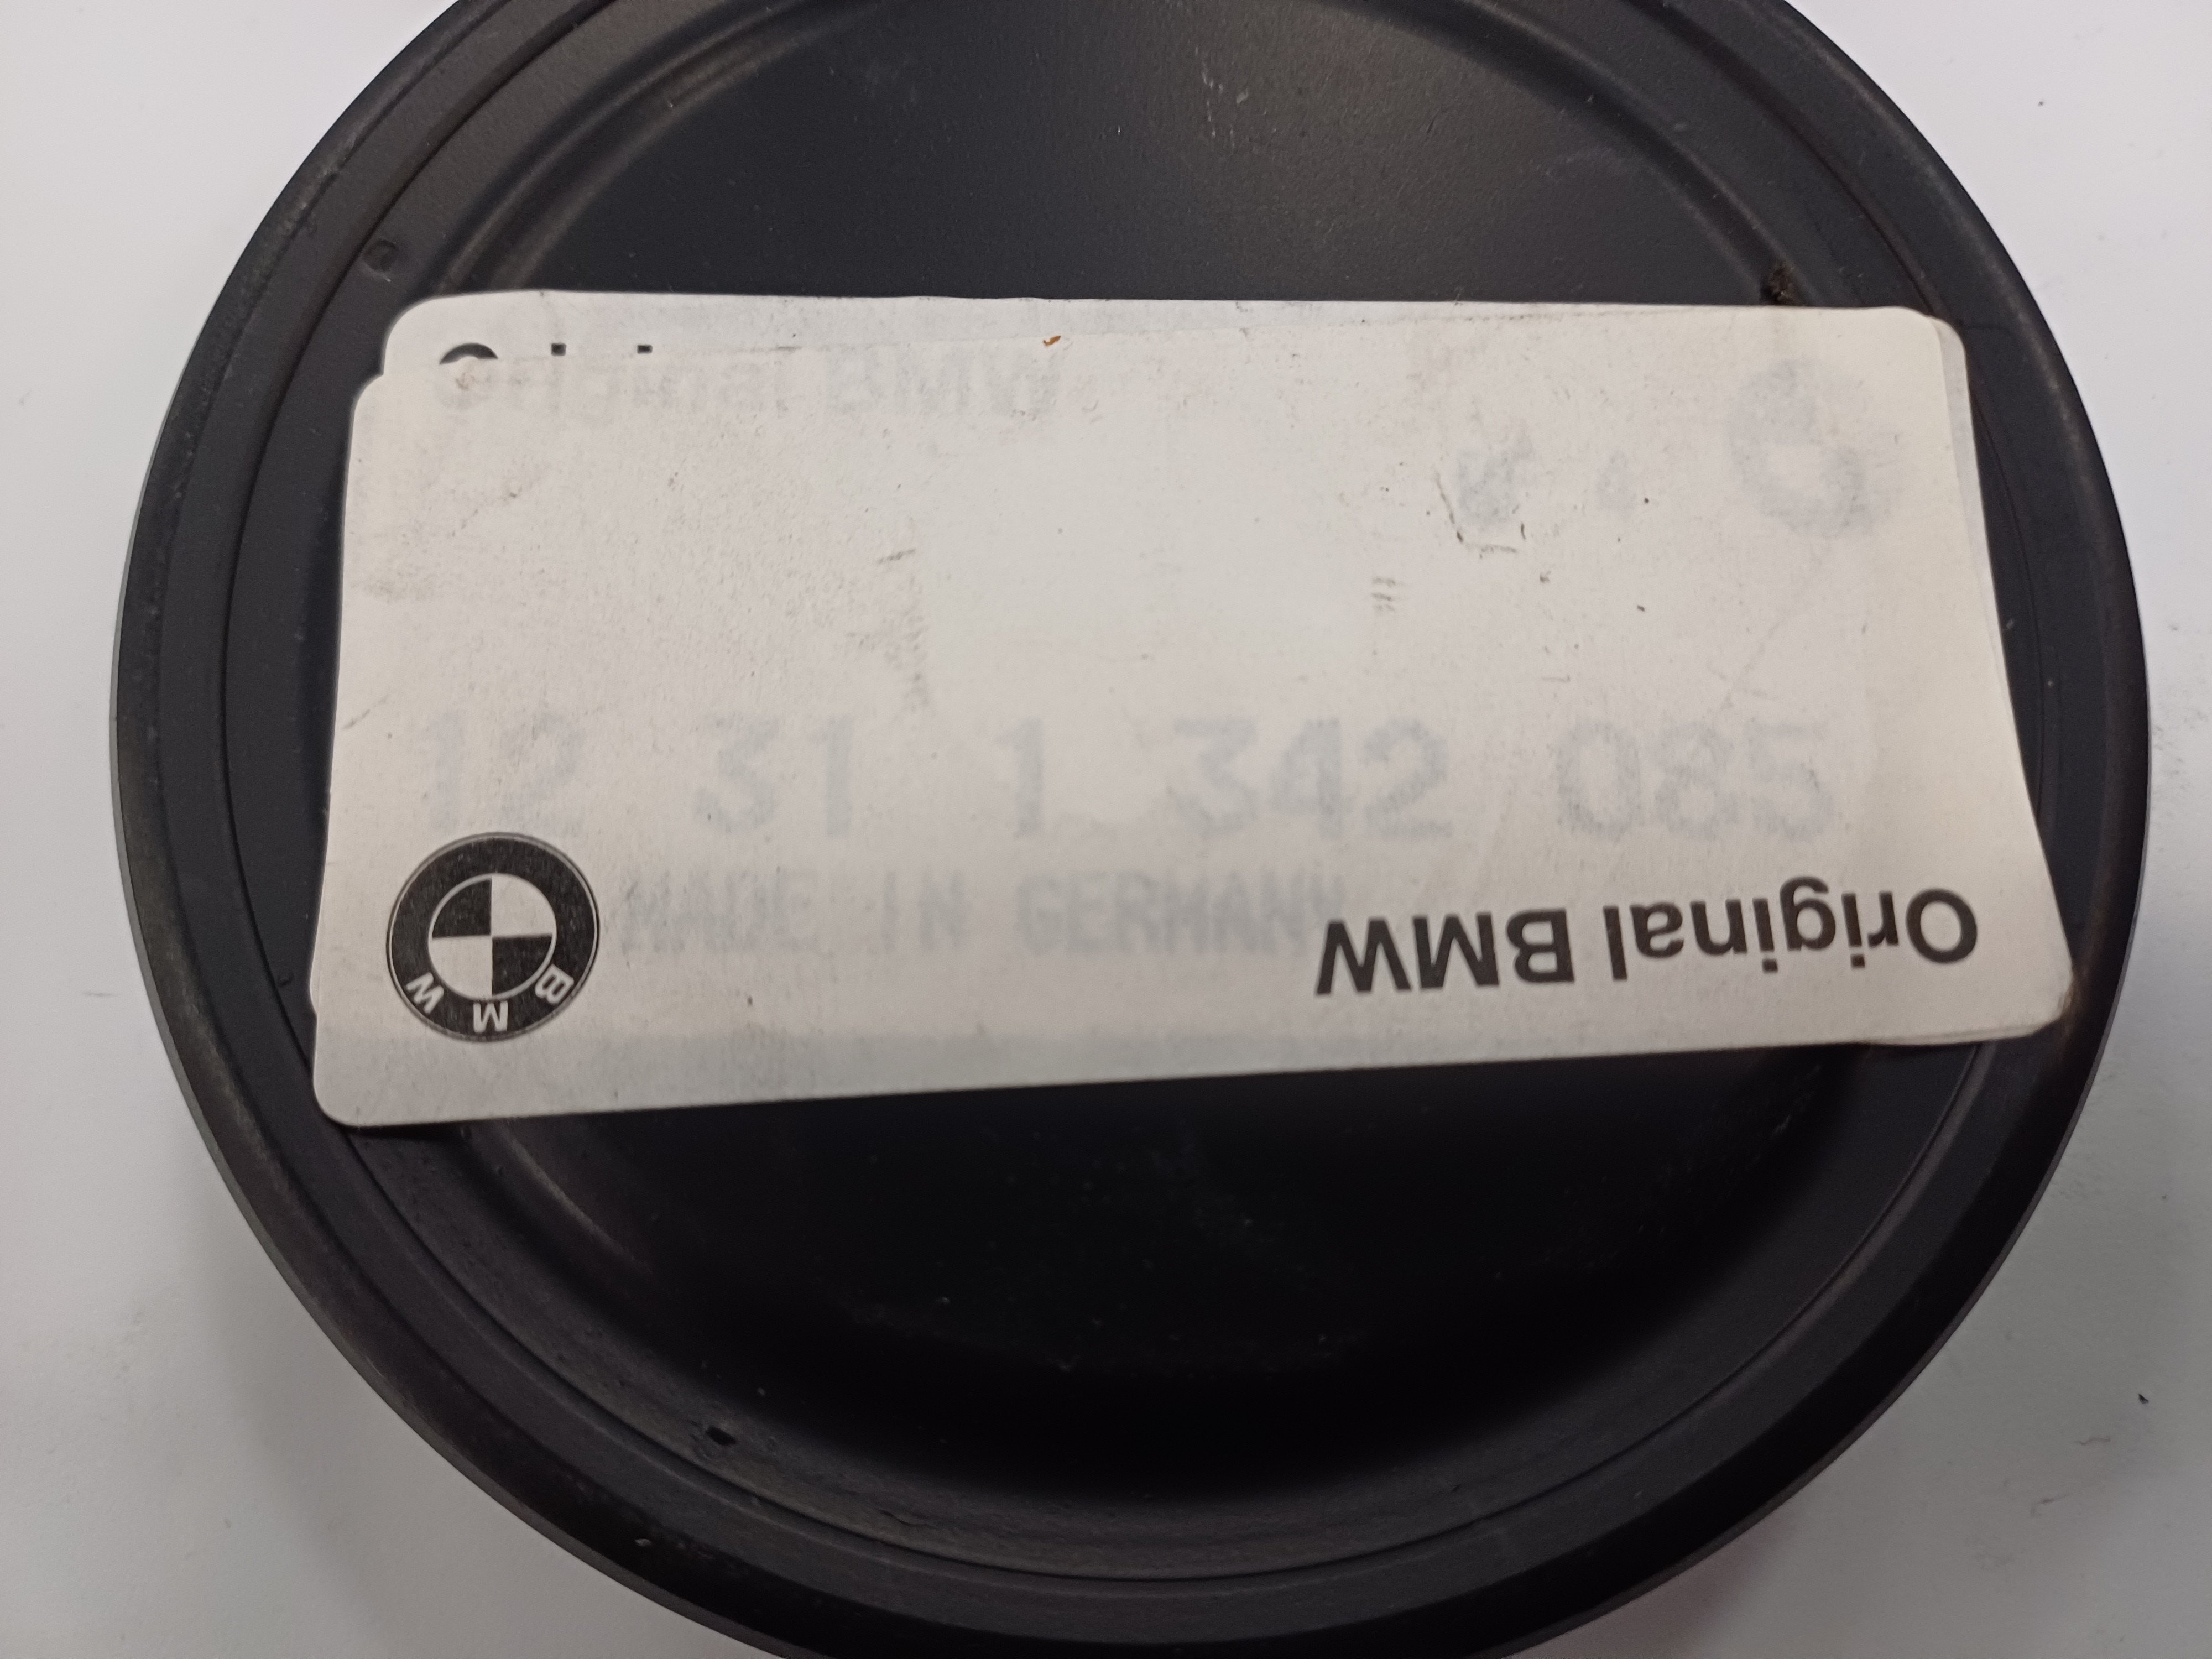 Original BMW
12 31 1 342 085
MADE IN GERMANY
BMW
Original BMW